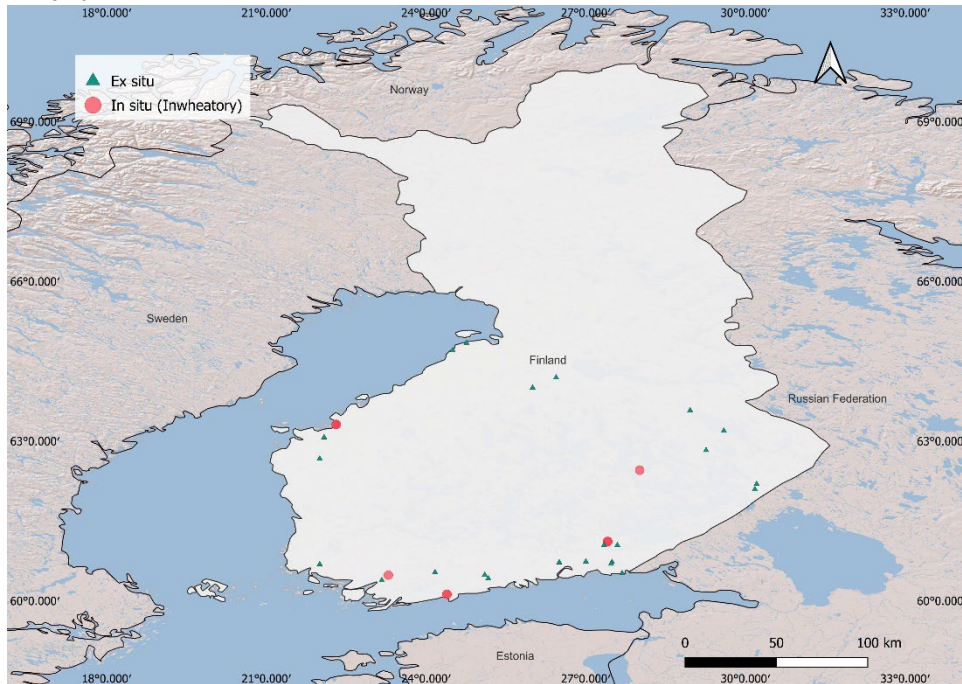 18°0.000′ 21°0.000′ 24°0.000′ 27°0.000′ 30°0.000′ 33°0.000′
Ex situ
In situ (Inwheatory)
Norway
69°0.000′ 69°0.000′
66°0.000′ 66°0.000′
Sweden
Finland
Russian Federation
63°0.000′ 63°0.000′
60°0.000′ 60°0.000′
0 50 100 km
Estonia
18°0.000′ 21°0.000′ 24°0.000′ 27°0.000′ 30°0.000′ 33°0.000′